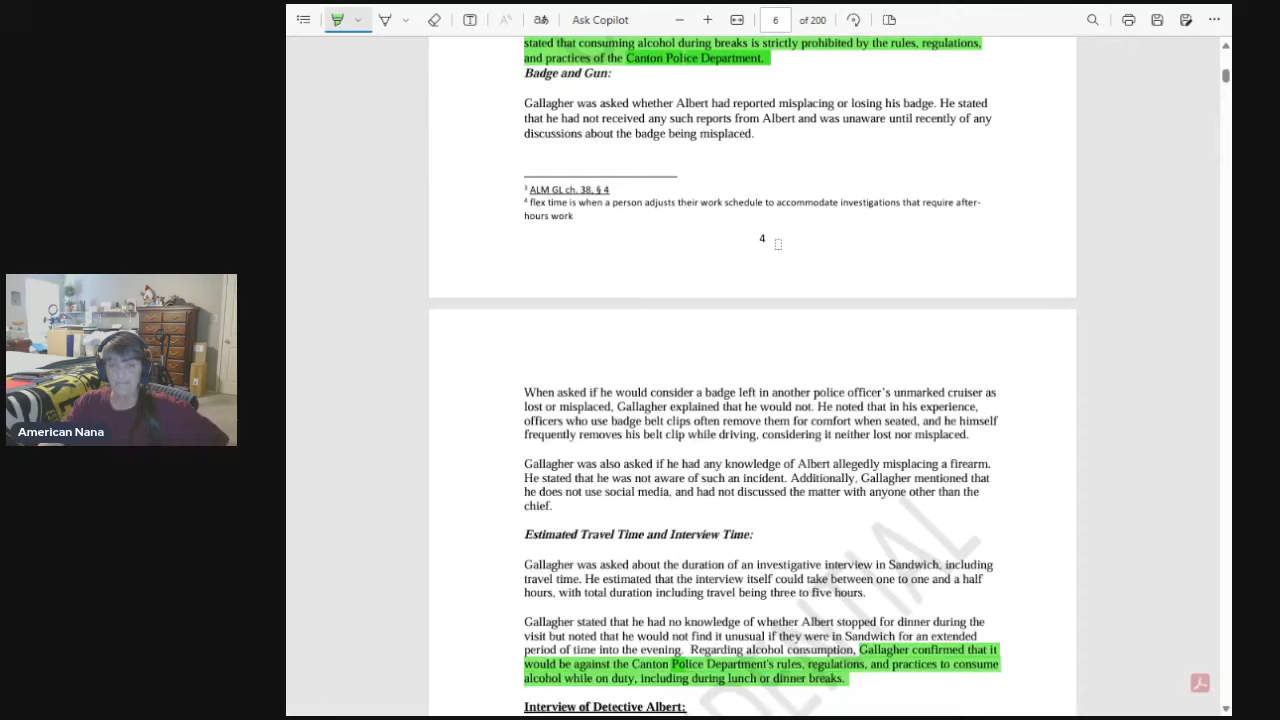 Ask Copilot
6 of 200
stated that consuming alcohol during breaks is strictly prohibited by the rules, regulations,
and practices of the Canton Police Department.
Badge and Gun:
Gallagher was asked whether Albert had reported misplacing or losing his badge. He stated
that he had not received any such reports from Albert and was unaware until recently of any
discussions about the badge being misplaced.
3 ALM GL ch. 38, § 4
4 flex time is when a person adjusts their work schedule to accommodate investigations that require after-
hours work
4
When asked if he would consider a badge left in another police officer's unmarked cruiser as
lost or misplaced, Gallagher explained that he would not. He noted that in his experience,
officers who use badge belt clips often remove them for comfort when seated, and he himself
frequently removes his belt clip while driving, considering it neither lost nor misplaced.
Gallagher was also asked if he had any knowledge of Albert allegedly misplacing a firearm.
He stated that he was not aware of such an incident. Additionally, Gallagher mentioned that
he does not use social media, and had not discussed the matter with anyone other than the
chief.
Estimated Travel Time and Interview Time:
Gallagher was asked about the duration of an investigative interview in Sandwich, including
travel time. He estimated that the interview itself could take between one to one and a half
hours, with total duration including travel being three to five hours.
Gallagher stated that he had no knowledge of whether Albert stopped for dinner during the
visit but noted that he would not find it unusual if they were in Sandwich for an extended
period of time into the evening. Regarding alcohol consumption, Gallagher confirmed that it
would be against the Canton Police Department's rules, regulations, and practices to consume
alcohol while on duty, including during lunch or dinner breaks.
Interview of Detective Albert:
American Nana